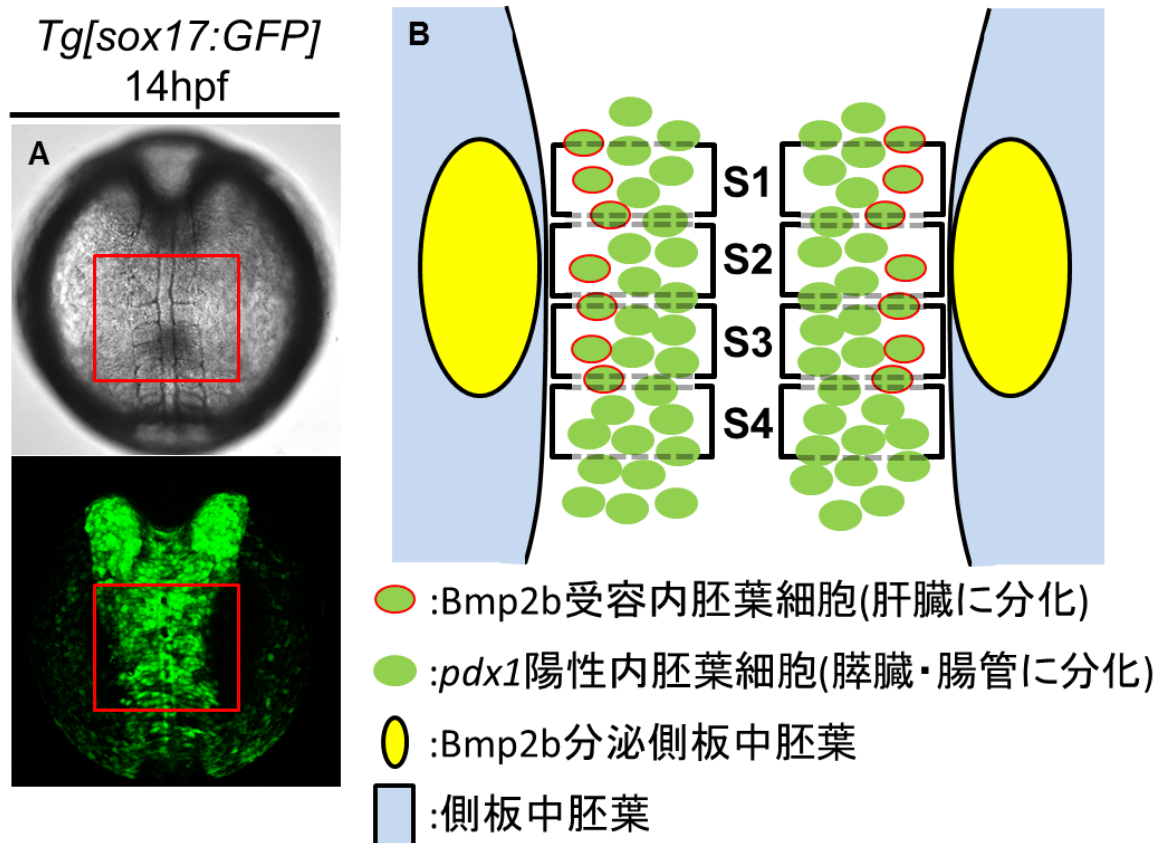 Tg[sox17:GFP]
14hpf
A
B
S1
S2
S3
S4
:Bmp2b受容内胚葉細胞(肝臓に分化)
:pdx1陽性内胚葉細胞(膵臓・腸管に分化)
:Bmp2b分泌側板中胚葉
:側板中胚葉